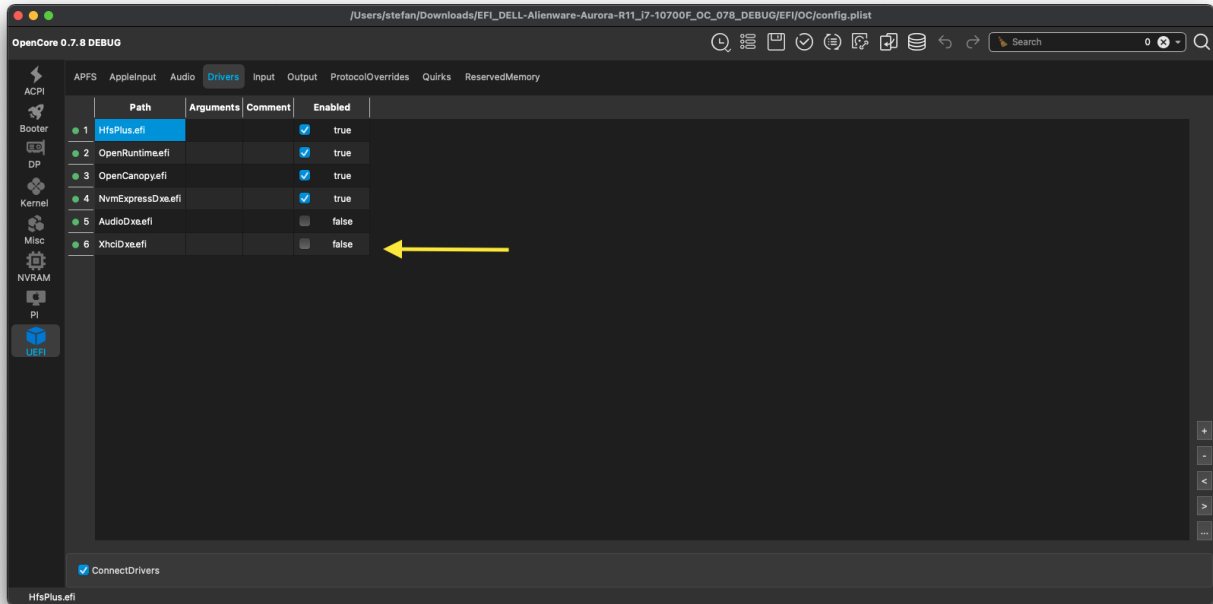 /Users/stefan/Downloads/EFI_DELL-Alienware-Aurora-R11_i7-10700F_OC_078_DEBUG/EFI/OC/config.plist
OpenCore 0.7.8 DEBUG
Search 0
ACPI
Booter
DP
Kernel
Misc
NVRAM
PI
UEFI
APFS AppleInput Audio Drivers Input Output ProtocolOverrides Quirks ReservedMemory
Path Arguments Comment Enabled
1 HfsPlus.efi true
2 OpenRuntime.efi true
3 OpenCanopy.efi true
4 NvmExpressDxe.efi true
5 AudioDxe.efi false
6 XhciDxe.efi false
+
-
<
>
...
ConnectDrivers
HfsPlus.efi